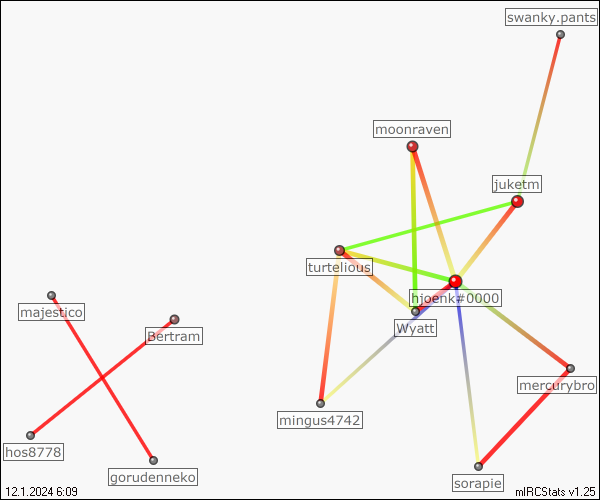 swanky.pants
moonraven
juketm
turtelious
hjoenk#0000
majestico
Wyatt
Bertram
mercurybro
mingus4742
hos8778
gorudenneko
sorapie
12.1.2024 6:09
mIRCStats v1.25